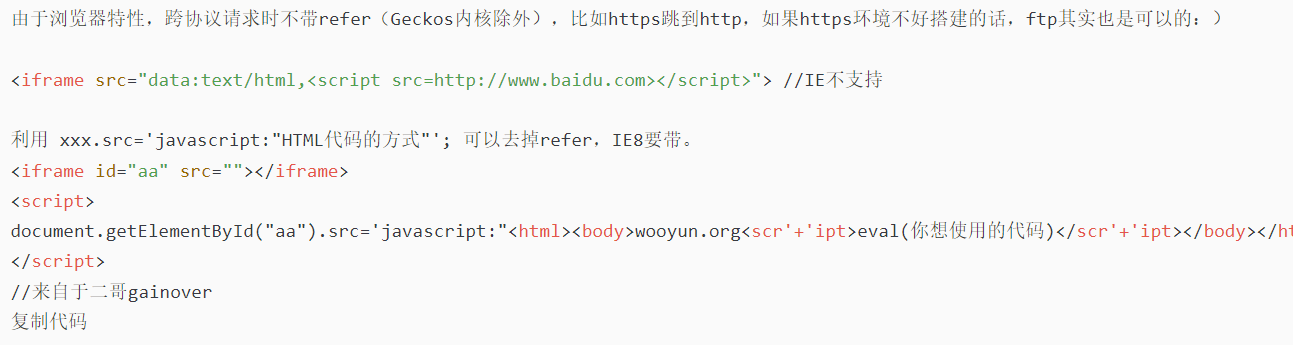 由于浏览器特性，跨协议请求时不带refer（Geckos内核除外），比如https跳到http，如果https环境不好搭建的话，ftp其实也是可以的：）
<iframe src="data:text/html,<script src=http://www.baidu.com></script>"> //IE不支持
利用 xxx.src='javascript:"HTML代码的方式"'; 可以去掉refer，IE8要带。
<iframe id="aa" src=""></iframe>
<script>
document.getElementById("aa").src='javascript:"<html><body>wooyun.org<scr'+'ipt>eval(你想使用的代码)</scr'+'ipt></body></ht
</script>
//来自于二哥gainover
复制代码